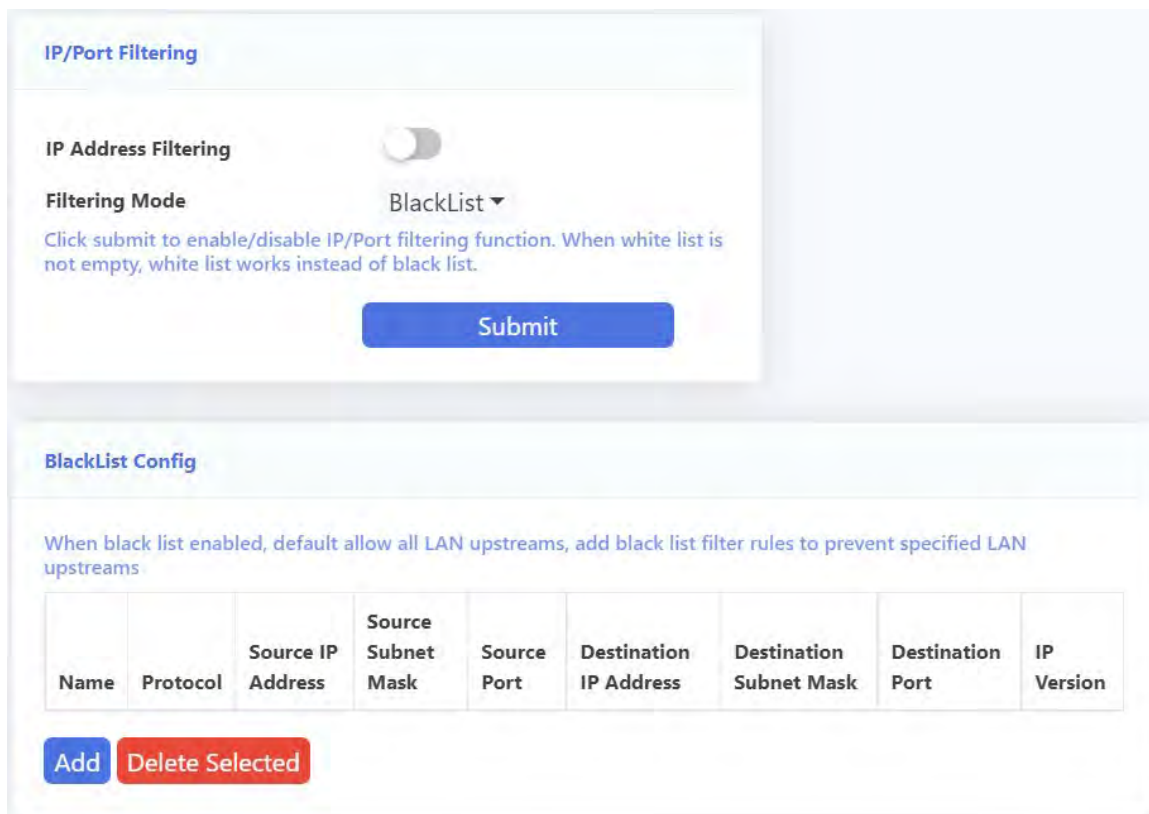 IP/Port Filtering
IP Address Filtering
Filtering Mode BlackList
Click submit to enable/disable IP/Port filtering function. When white list is
not empty, white list works instead of black list.
Submit
BlackList Config
When black list enabled, default allow all LAN upstreams, add black list filter rules to prevent specified LAN
upstreams
Name Protocol Source IP Address Source Subnet Mask Source Port Destination IP Address Destination Subnet Mask Destination Port IP Version
Add Delete Selected